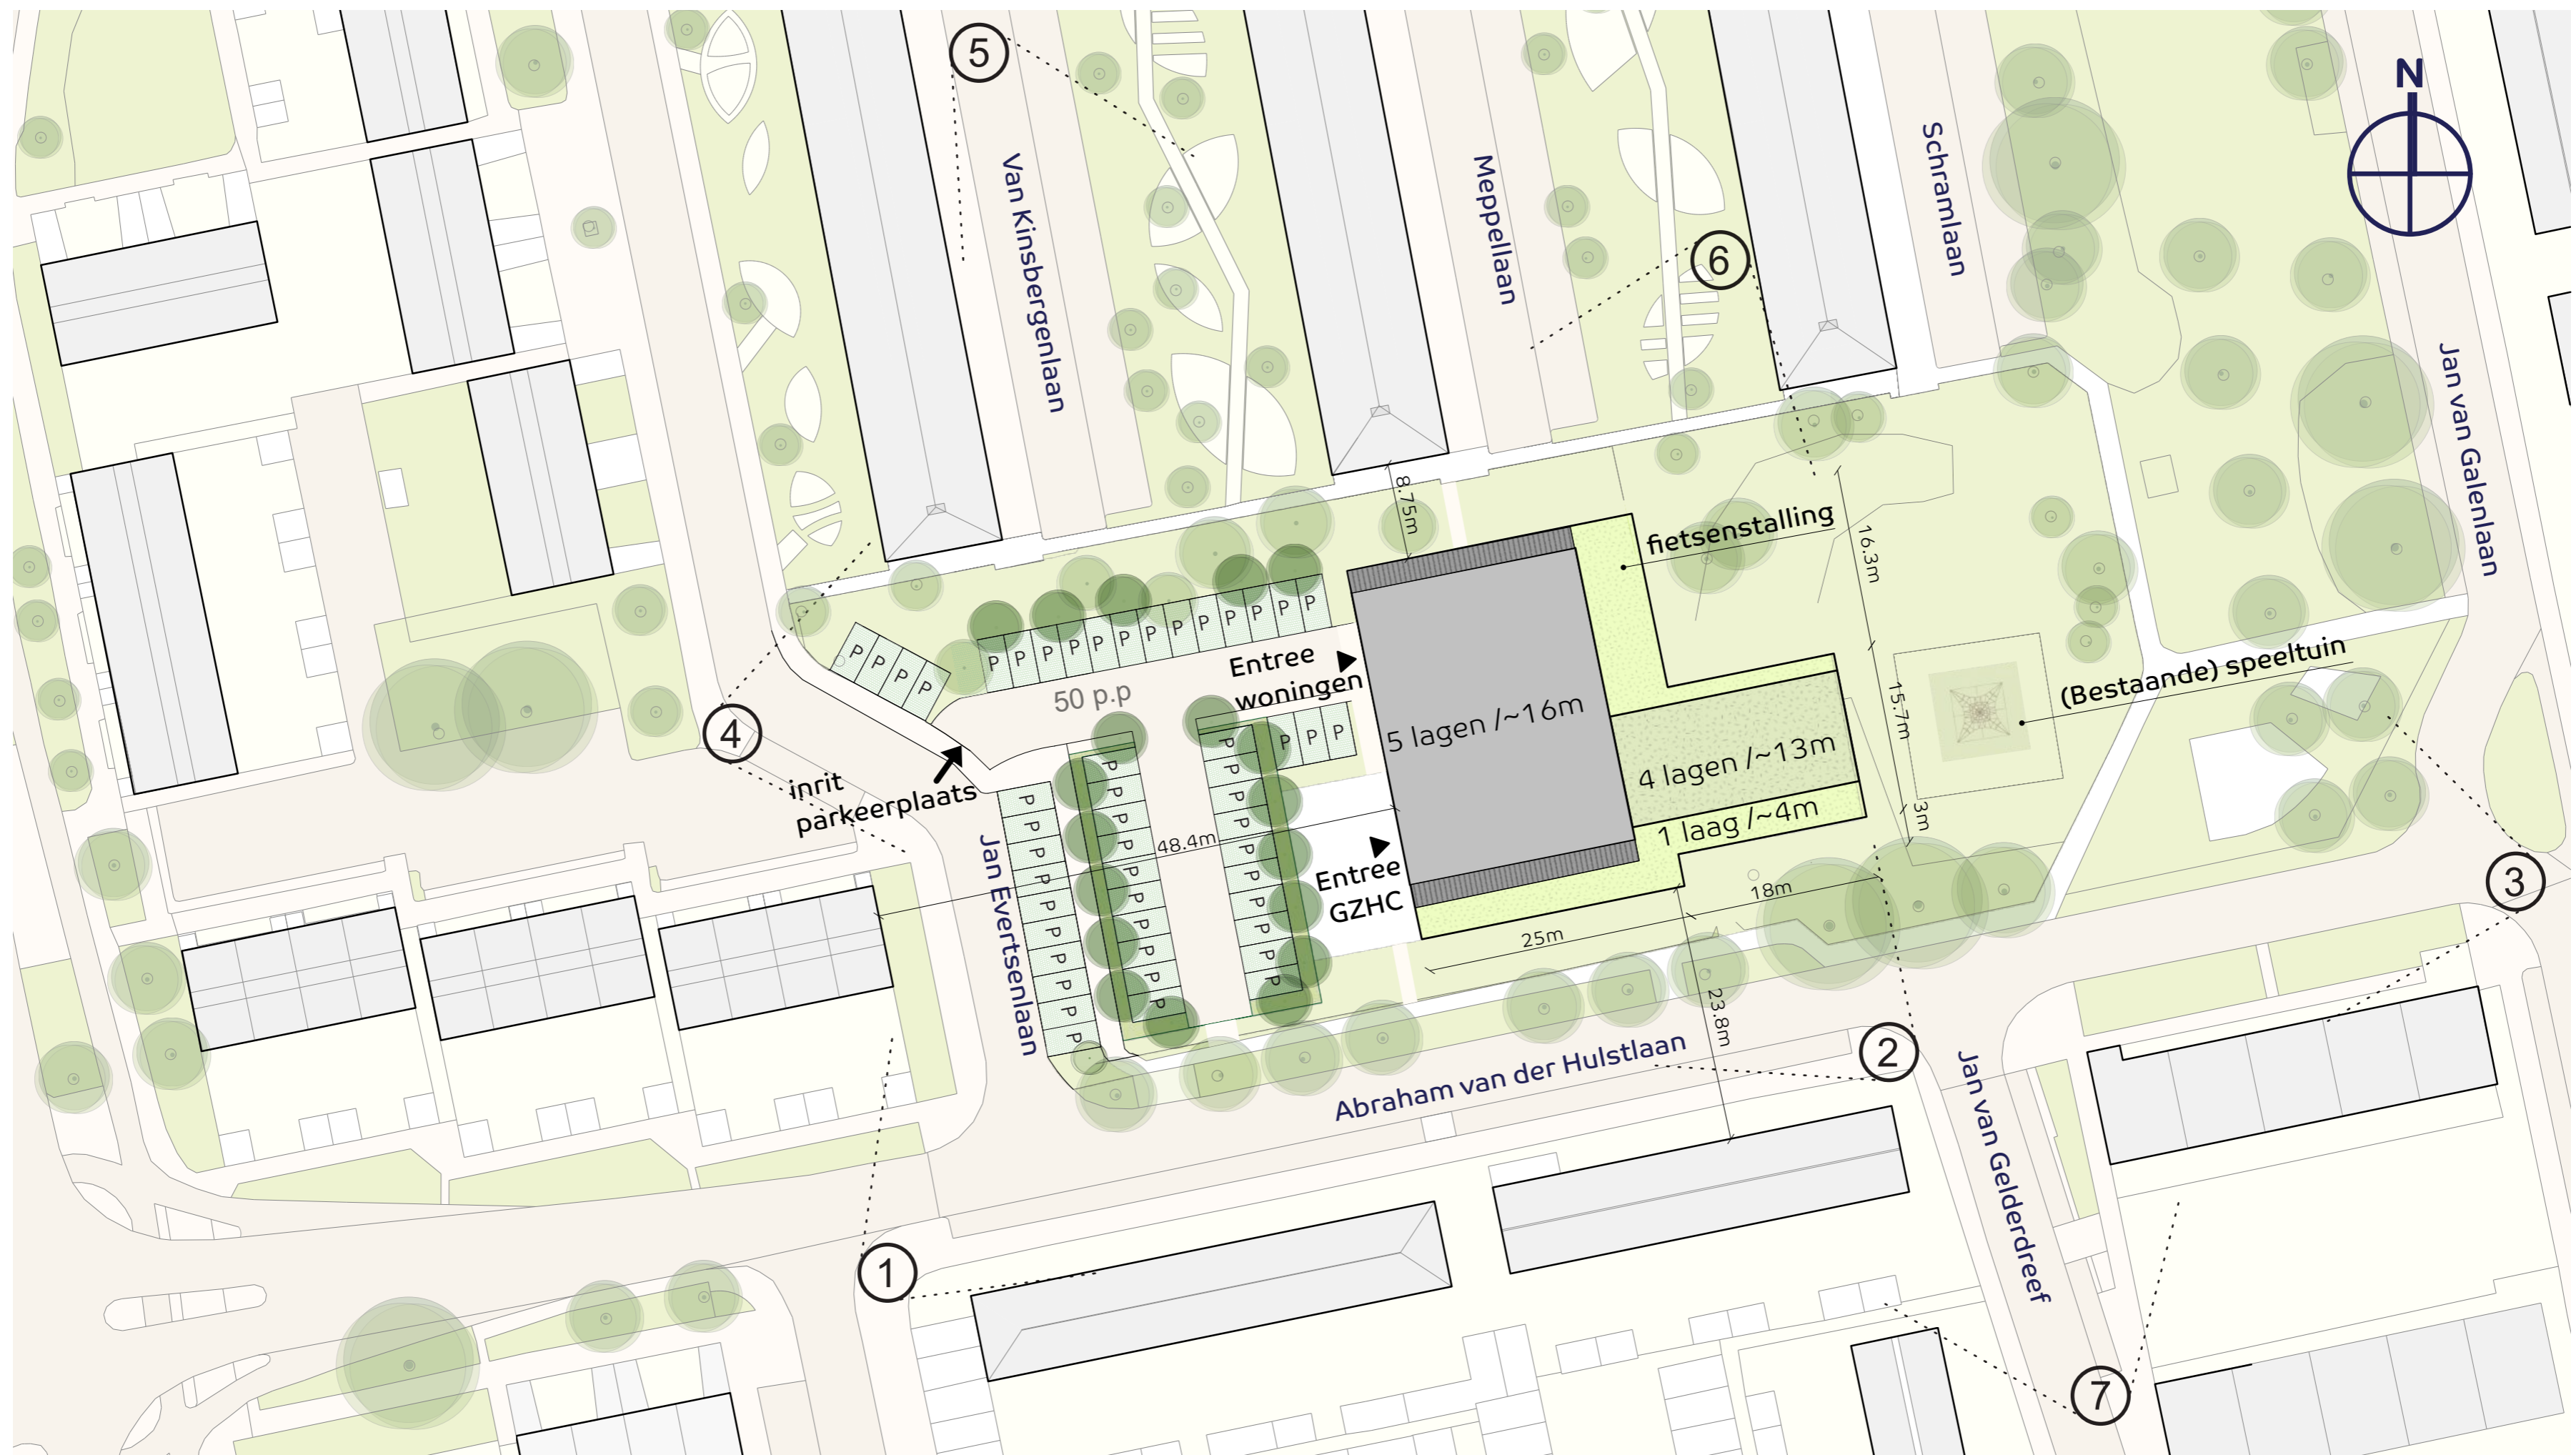 N
5
Van Kinsbergenlaan
Meppellaan
6
Schramlaan
Jan van Galenlaan
8.75m
fietsenstalling
16.3m
P P P P
P P P P P P P P P P P P P
Entree
woningen
50 p.p
4
inrit
parkeerplaats
5 lagen /~16m
4 lagen /~13m
1 laag /~4m
15.7m
3m
(Bestaande) speeltuin
P P P
P P P P P P P P P P
P P P P P P P P P P
P P P P P P P P P P
48.4m
Jan Evertsenlaan
Entree
GZHC
25m
18m
23.8m
3
2
Abraham van der Hulstlaan
Jan van Gelderdreef
1
7